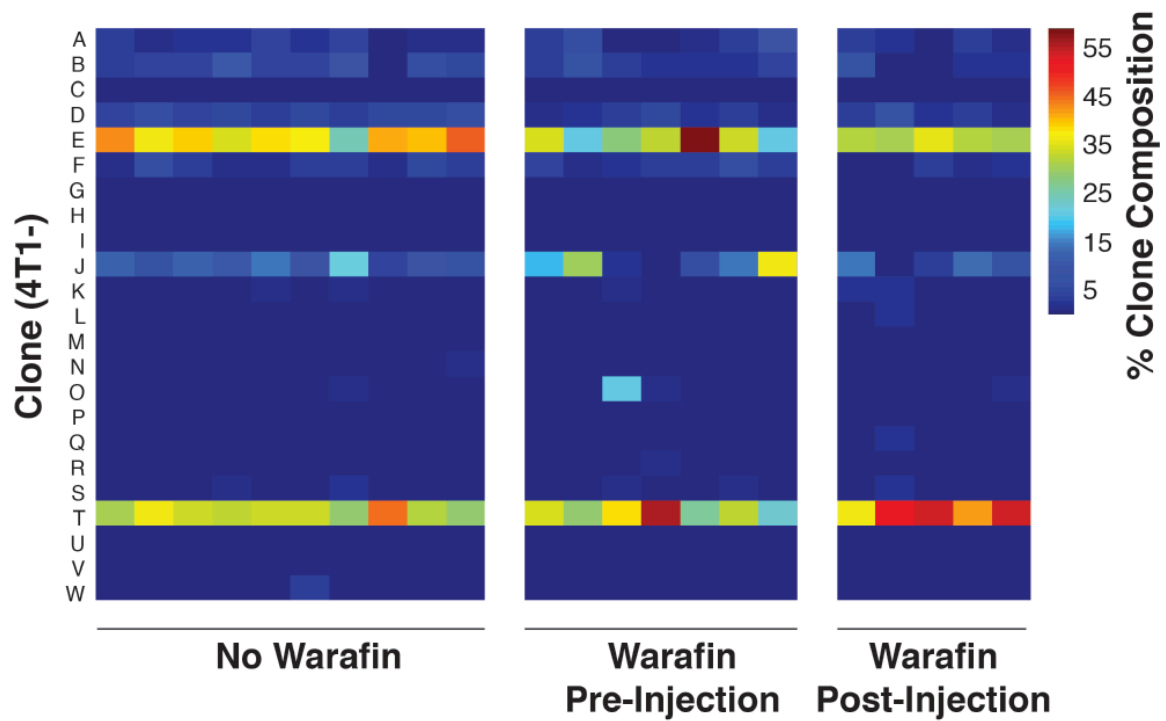 Clone (4T1-)
A
B
C
D
E
F
G
H
I
J
K
L
M
N
O
P
Q
R
S
T
U
V
W
No Warafin
Warafin
Pre-Injection
Warafin
Post-Injection
55
45
35
25
15
5
% Clone Composition